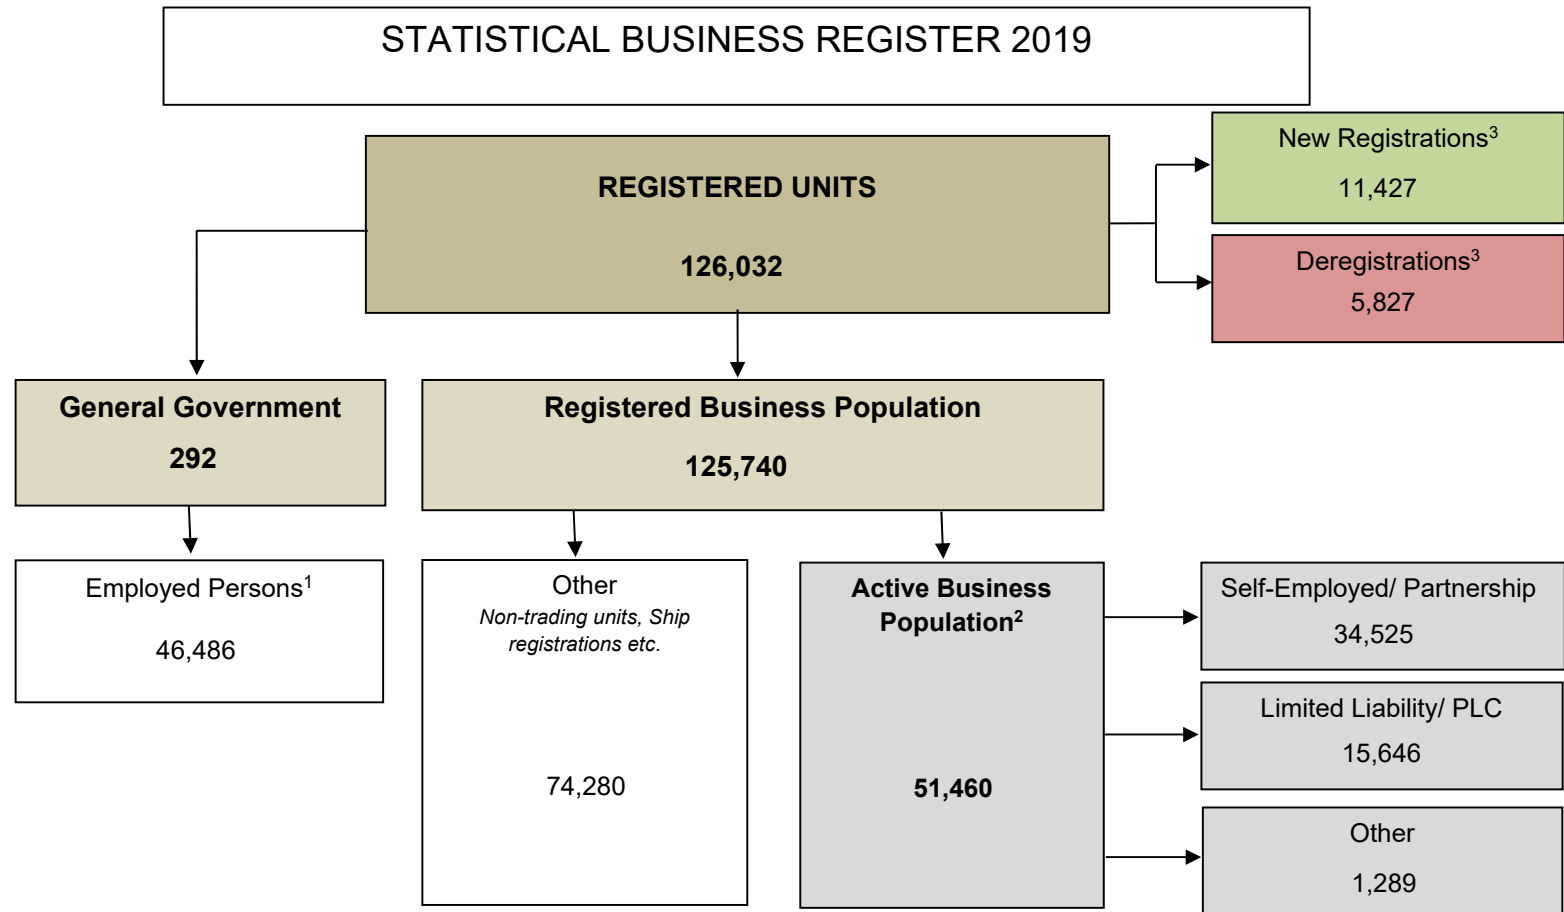 STATISTICAL BUSINESS REGISTER 2019
REGISTERED UNITS
126,032
New Registrations³
11,427
Deregistrations³
5,827
General Government
292
Registered Business Population
125,740
Employed Persons¹
46,486
Other
Non-trading units, Ship
registrations etc.
74,280
Active Business
Population²
51,460
Self-Employed/ Partnership
34,525
Limited Liability/ PLC
15,646
Other
1,289